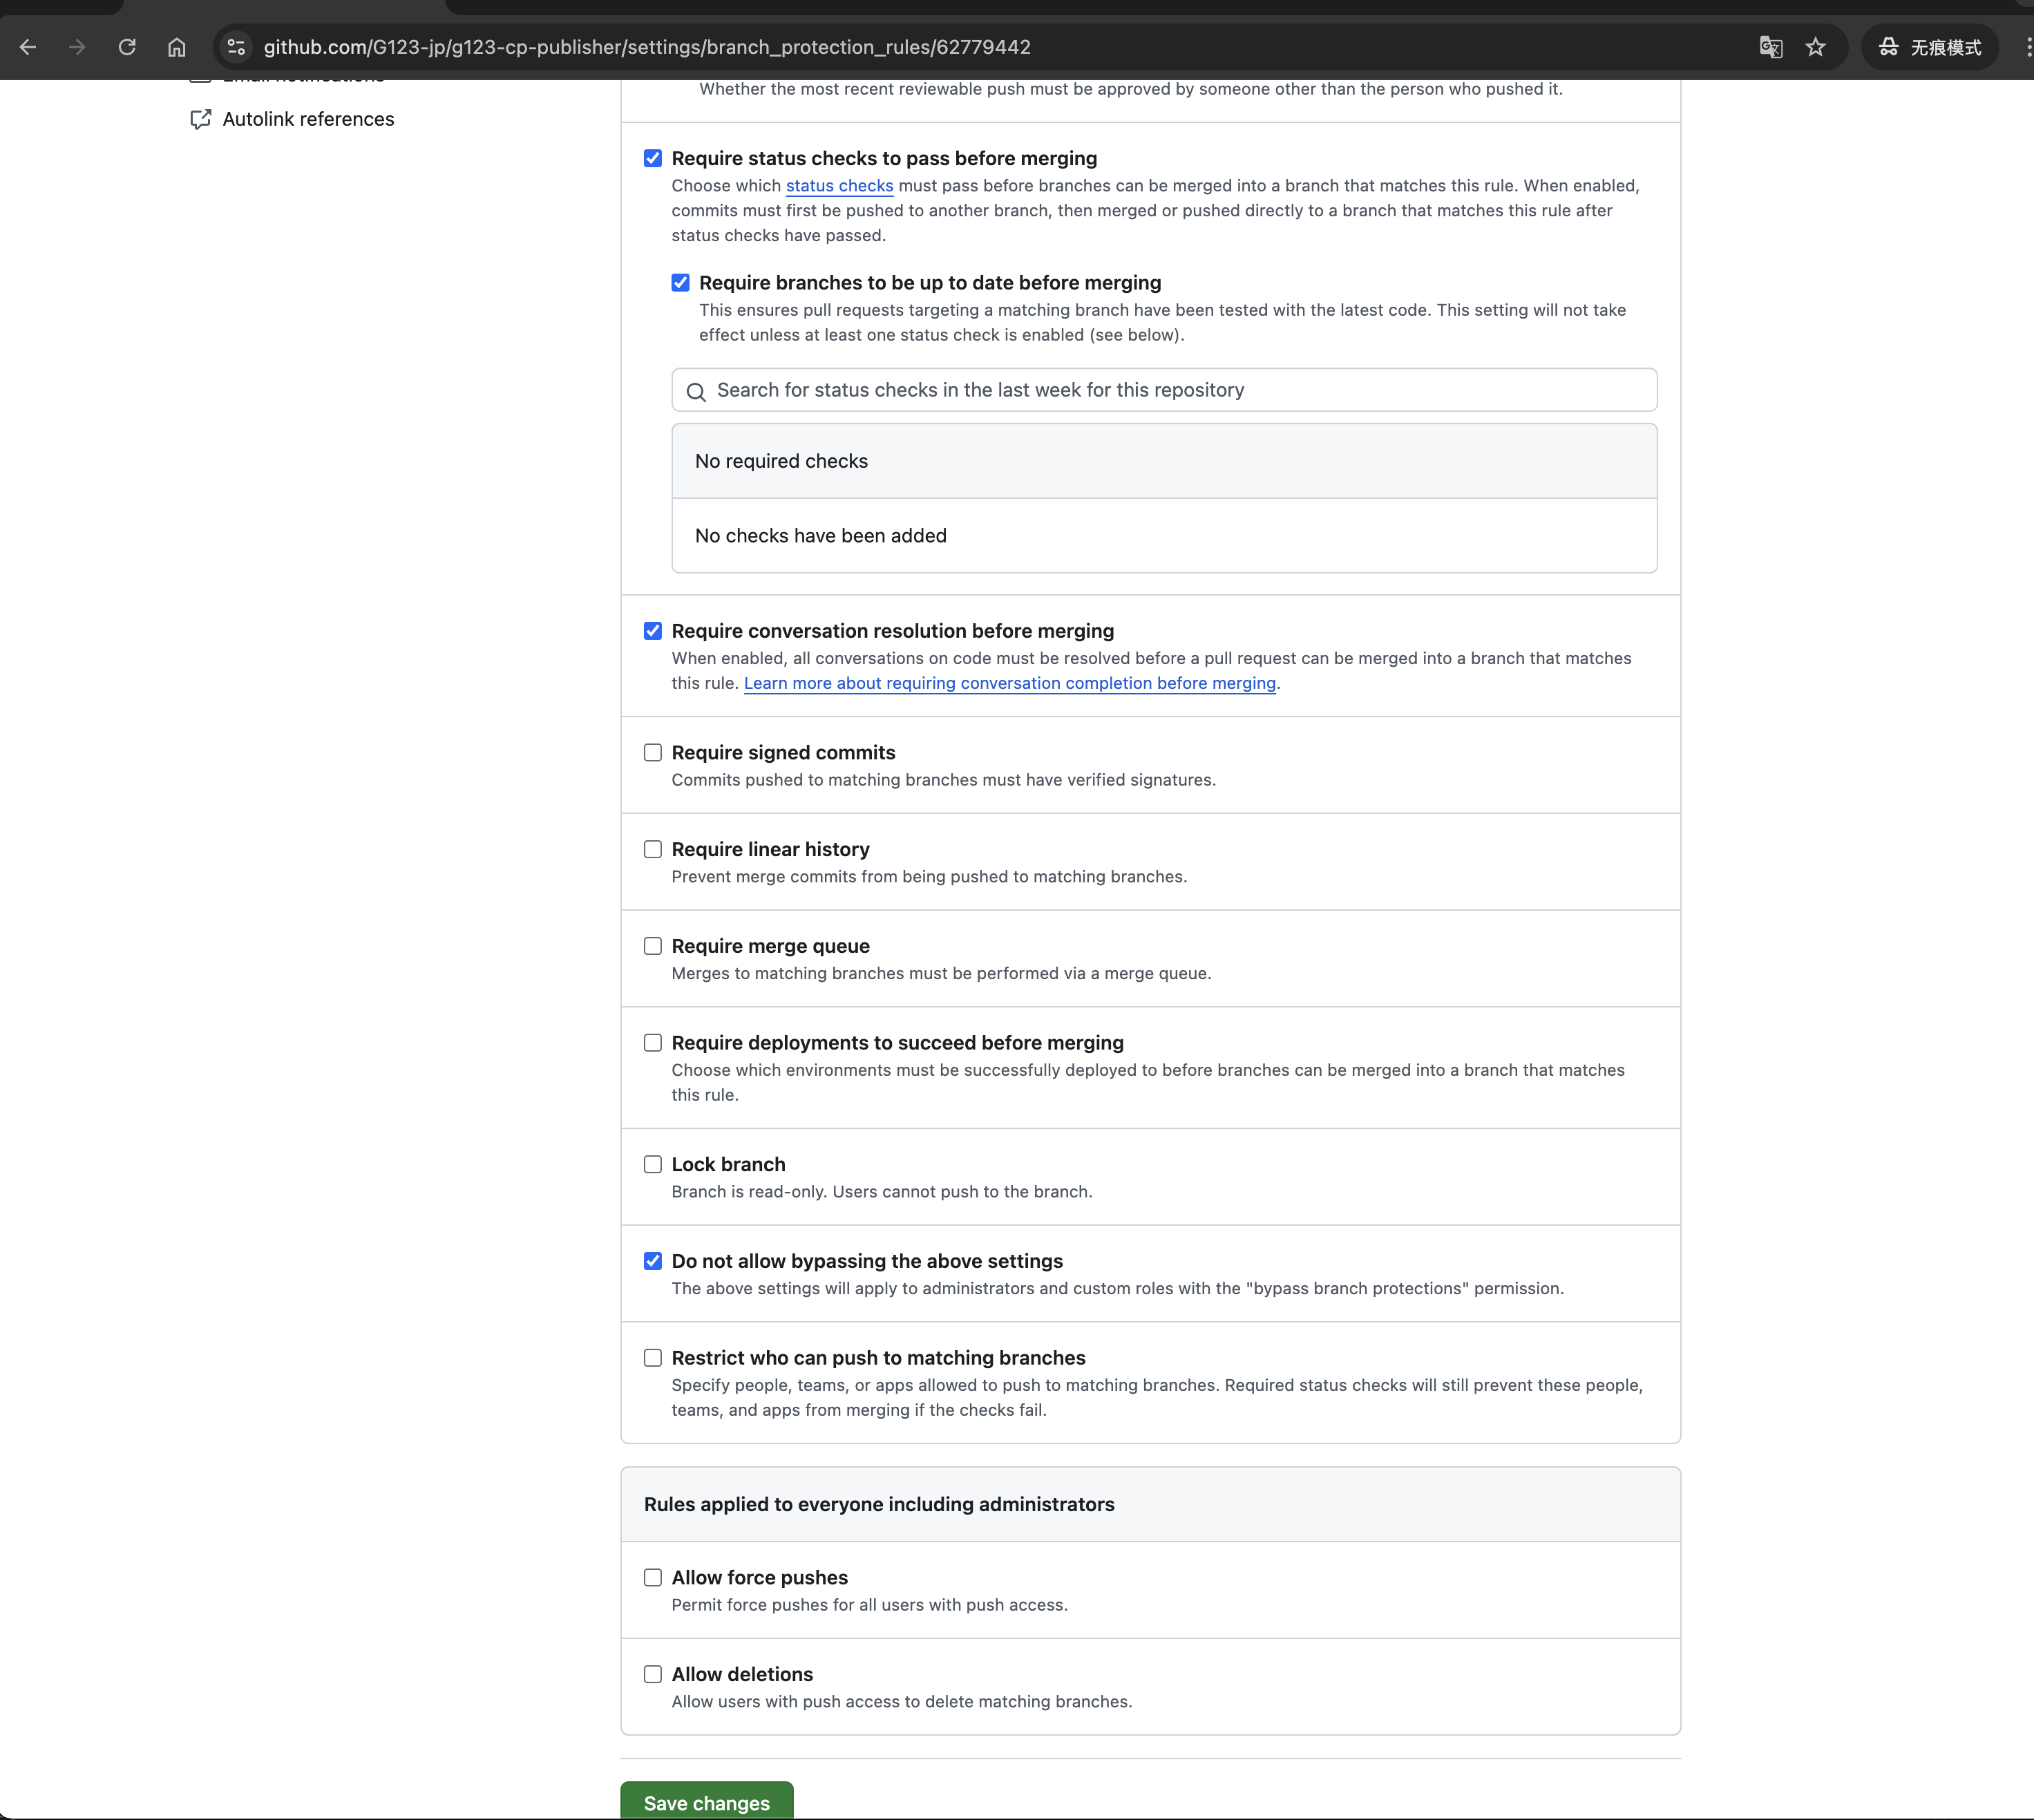 github.com/G123-jp/g123-cp-publisher/settings/branch_protection_rules/62779442
无痕模式
Email notifications
Autolink references
Whether the most recent reviewable push must be approved by someone other than the person who pushed it.
Require status checks to pass before merging
Choose which status checks must pass before branches can be merged into a branch that matches this rule. When enabled,
commits must first be pushed to another branch, then merged or pushed directly to a branch that matches this rule after
status checks have passed.
Require branches to be up to date before merging
This ensures pull requests targeting a matching branch have been tested with the latest code. This setting will not take
effect unless at least one status check is enabled (see below).
Search for status checks in the last week for this repository
No required checks
No checks have been added
Require conversation resolution before merging
When enabled, all conversations on code must be resolved before a pull request can be merged into a branch that matches
this rule. Learn more about requiring conversation completion before merging.
Require signed commits
Commits pushed to matching branches must have verified signatures.
Require linear history
Prevent merge commits from being pushed to matching branches.
Require merge queue
Merges to matching branches must be performed via a merge queue.
Require deployments to succeed before merging
Choose which environments must be successfully deployed to before branches can be merged into a branch that matches
this rule.
Lock branch
Branch is read-only. Users cannot push to the branch.
Do not allow bypassing the above settings
The above settings will apply to administrators and custom roles with the "bypass branch protections" permission.
Restrict who can push to matching branches
Specify people, teams, or apps allowed to push to matching branches. Required status checks will still prevent these people,
teams, and apps from merging if the checks fail.
Rules applied to everyone including administrators
Allow force pushes
Permit force pushes for all users with push access.
Allow deletions
Allow users with push access to delete matching branches.
Save changes